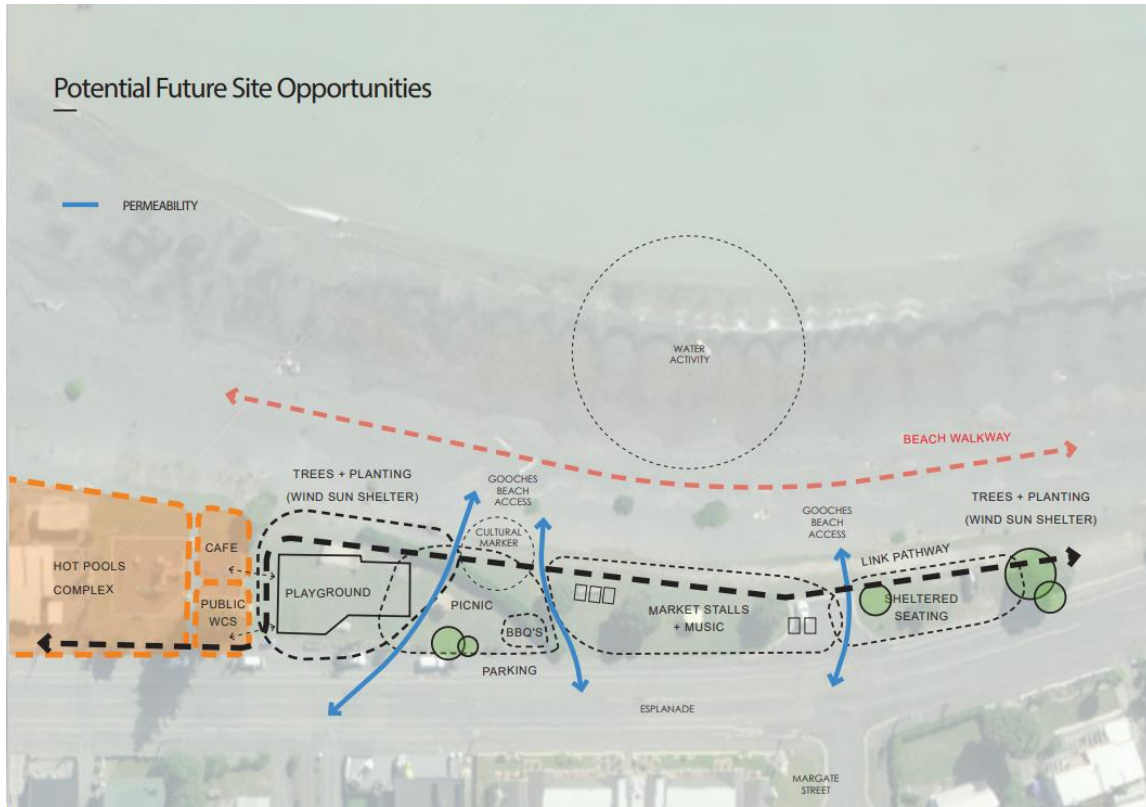 Potential Future Site Opportunities
PERMEABILITY
WATER
ACTIVITY
BEACH WALKWAY
TREES + PLANTING
(WIND SUN SHELTER)
GOOCHES
BEACH
ACCESS
CULTURAL
MARKER
GOOCHES
BEACH
ACCESS
TREES + PLANTING
(WIND SUN SHELTER)
LINK PATHWAY
HOT POOLS
COMPLEX
CAFE
PUBLIC
WCS
PLAYGROUND
PICNIC
BBQ'S
PARKING
MARKET STALLS
+ MUSIC
SHELTERED
SEATING
ESPLANADE
MARGATE
STREET